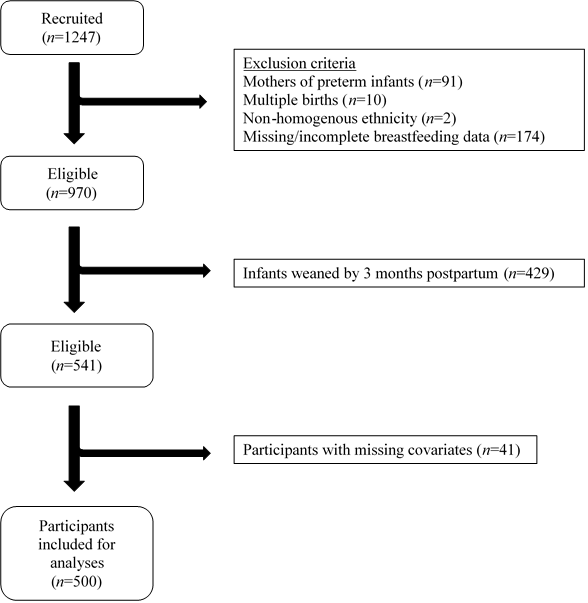 Recruited
(n=1247)
Exclusion criteria
Mothers of preterm infants (n=91)
Multiple births (n=10)
Non-homogenous ethnicity (n=2)
Missing/incomplete breastfeeding data (n=174)
Eligible
(n=970)
Infants weaned by 3 months postpartum (n=429)
Eligible
(n=541)
Participants with missing covariates (n=41)
Participants
included for
analyses
(n=500)